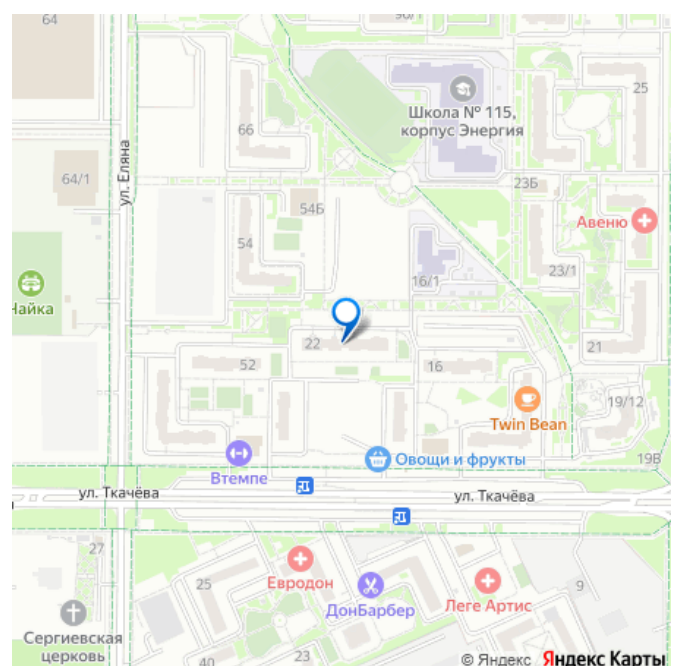 64
96/1
Школа № 115,
корпус Энергия
25
66
ул. Еляна
64/1
54Б
23Б
Авеню
54
23/1
16/1
Чайка
22
52
16
21
19/12
Twin Bean
Овощи и фрукты
19В
Втемпе
ул. Ткачёва
ул. Ткачёва
27
Евродон
25
ДонБарбер
Леге Артис
9
Сергиевская
церковь
40
23
© Яндекс Яндекс Карты